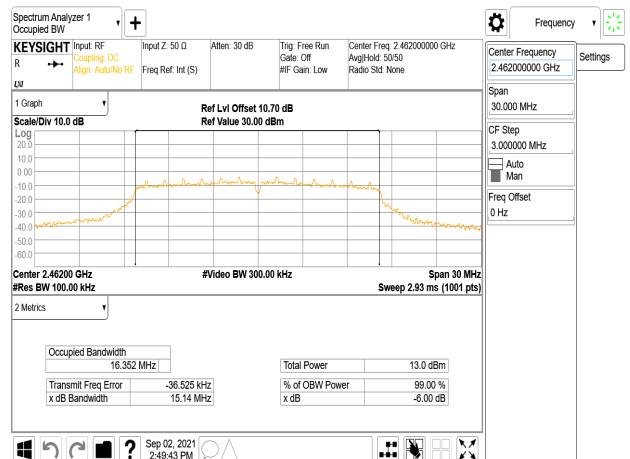 Spectrum Analyzer 1
Occupied BW
Frequency
KEYSIGHT
Input: RF
Coupling: DC
Align: Auto/No RF
Input Z: 50 Ω
Freq Ref: Int (S)
Atten: 30 dB
Trig: Free Run
Gate: Off
#IF Gain: Low
Center Freq: 2.462000000 GHz
Avg|Hold: 50/50
Radio Std: None
R
LXI
Center Frequency
2.462000000 GHz
Settings
Span
30.000 MHz
CF Step
3.000000 MHz
Auto
Man
Freq Offset
0 Hz
1 Graph
Ref Lvl Offset 10.70 dB
Scale/Div 10.0 dB
Ref Value 30.00 dBm
Log
20.0
10.0
0.00
-10.0
-20.0
-30.0
-40.0
-50.0
-60.0
Center 2.46200 GHz
#Video BW 300.00 kHz
Span 30 MHz
#Res BW 100.00 kHz
Sweep 2.93 ms (1001 pts)
2 Metrics
Occupied Bandwidth
16.352 MHz
Total Power 13.0 dBm
Transmit Freq Error -36.525 kHz
% of OBW Power 99.00 %
x dB Bandwidth 15.14 MHz
x dB -6.00 dB
?
Sep 02, 2021
2:49:43 PM